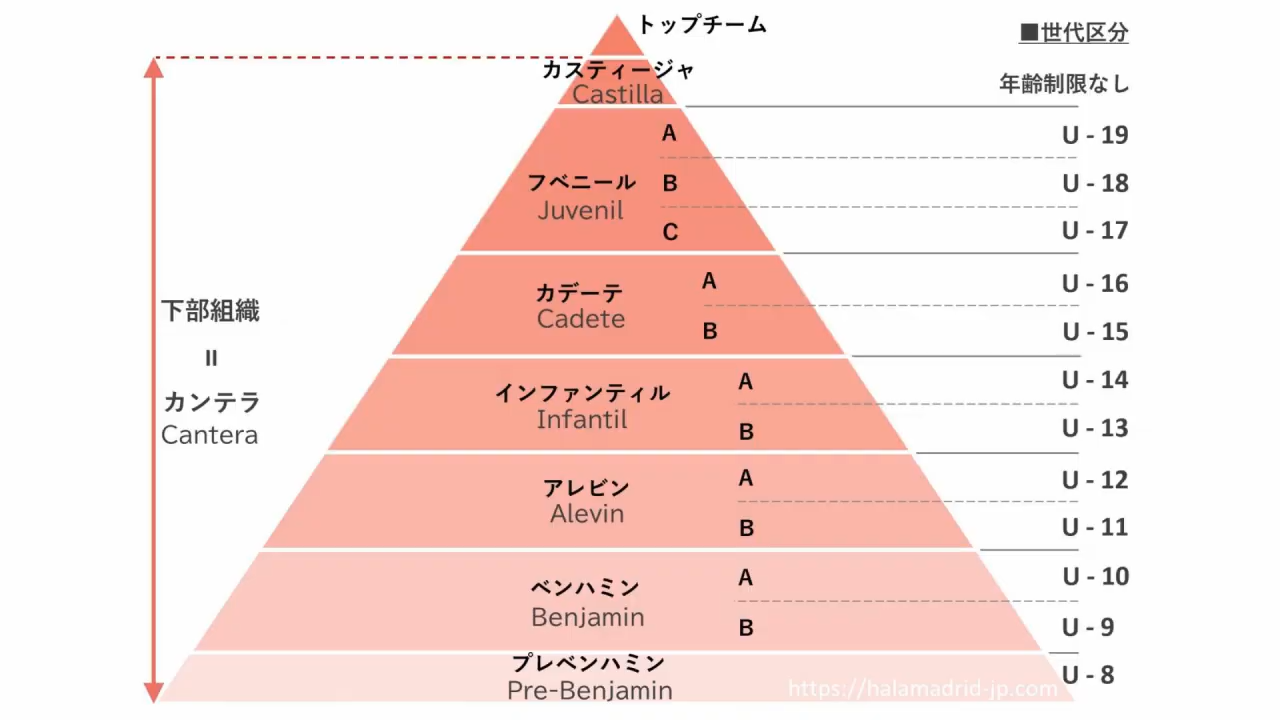 トップチーム
■世代区分
カスティージャ
Castilla
年齢制限なし
A
U - 19
フベニール
Juvenil
B
U - 18
C
U - 17
カデーテ
Cadete
A
U - 16
B
U - 15
下部組織
=
カンテラ
Cantera
インファンティル
Infantil
A
U - 14
B
U - 13
アレビン
Alevin
A
U - 12
B
U - 11
ベンハミン
Benjamin
A
U - 10
B
U - 9
プレベンハミン
Pre-Benjamin
U - 8
https://halamadrid-jp.com